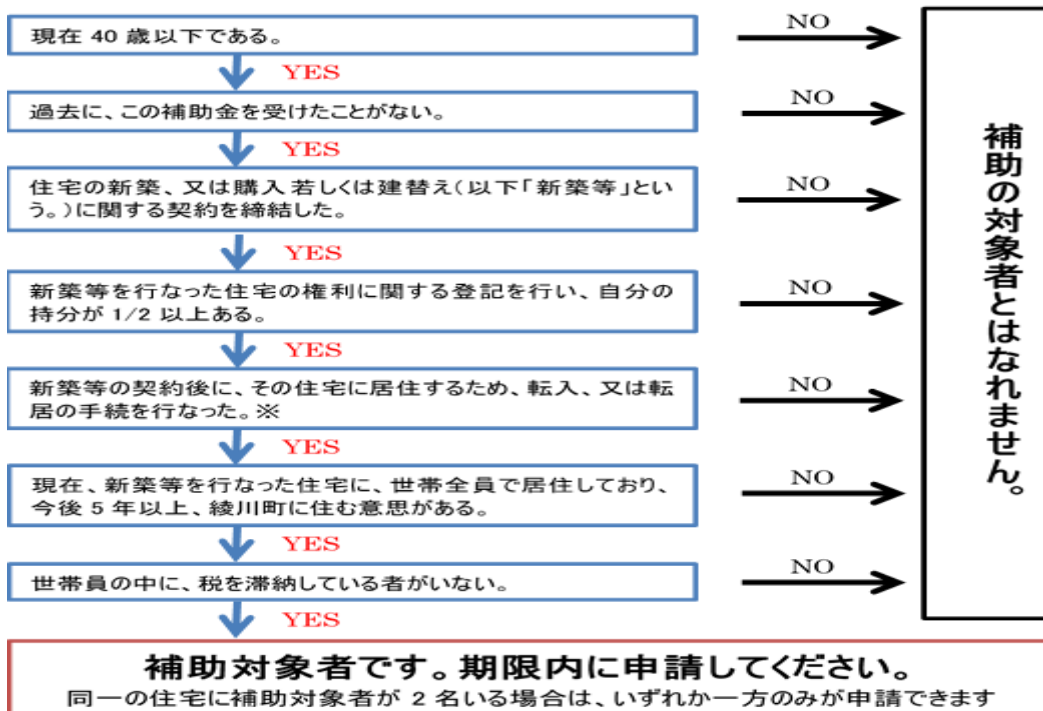 現在 40 歳以下である。
NO
YES
過去に、この補助金を受けたことがない。
NO
YES
住宅の新築、又は購入若しくは建替え(以下「新築等」とい
う。)に関する契約を締結した。
NO
YES
新築等を行なった住宅の権利に関する登記を行い、自分の
持分が 1/2 以上ある。
NO
YES
新築等の契約後に、その住宅に居住するため、転入、又は転
居の手続を行なった。※
NO
YES
現在、新築等を行なった住宅に、世帯全員で居住しており、
今後 5 年以上、綾川町に住む意思がある。
NO
YES
世帯員の中に、税を滞納している者がいない。
NO
YES
補助の対象者とはなれません。
補助対象者です。期限内に申請してください。
同一の住宅に補助対象者が 2 名いる場合は、いずれか一方のみが申請できます